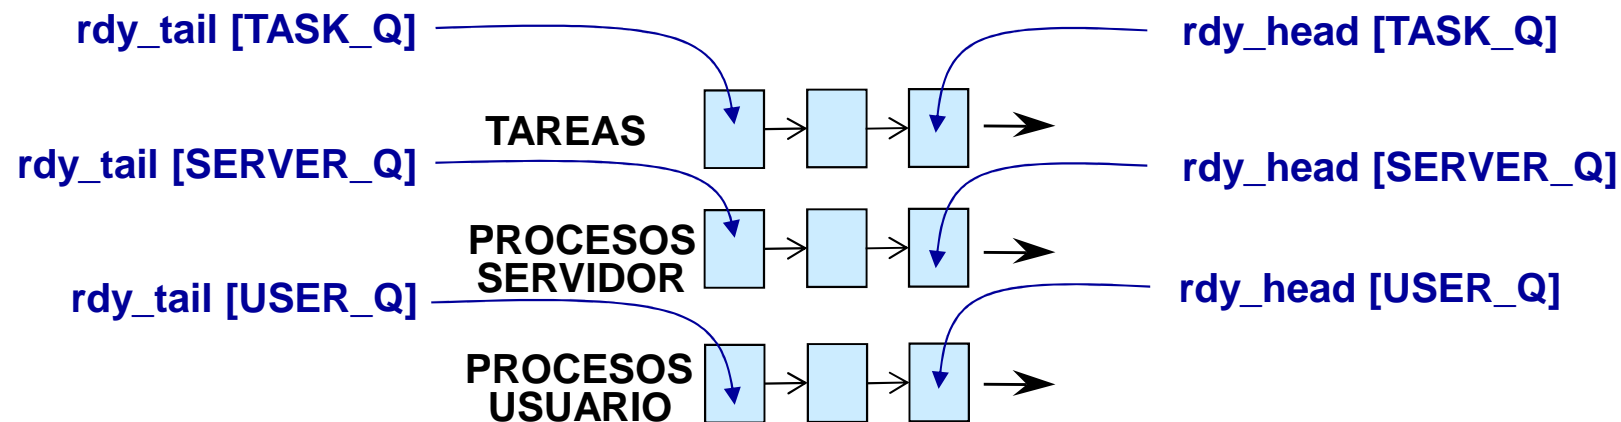 rdy_tail [TASK_Q]
rdy_head [TASK_Q]
TAREAS
rdy_tail [SERVER_Q]
rdy_head [SERVER_Q]
PROCESOS
SERVIDOR
rdy_tail [USER_Q]
rdy_head [USER_Q]
PROCESOS
USUARIO